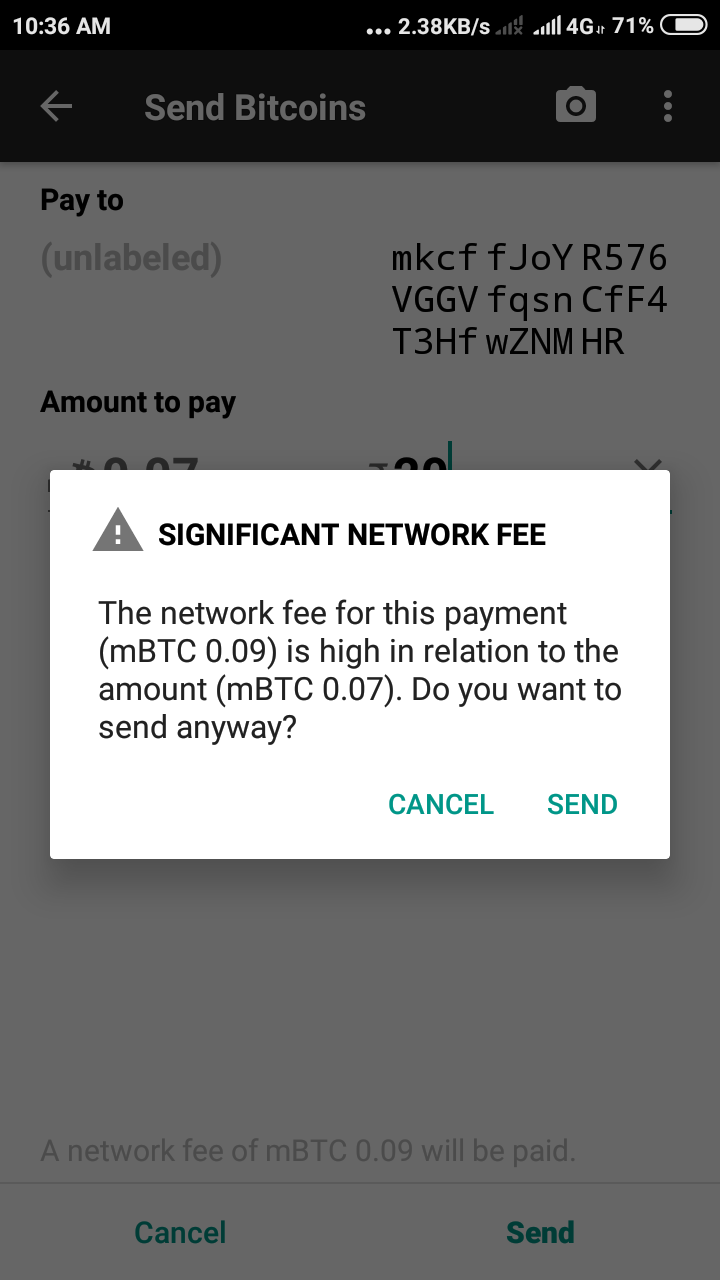 10:36 AM ... 2.38KB/s 4G 71%
Send Bitcoins
Pay to
(unlabeled) mkcf fJoY R576
VGGV fqsn CfF4
T3Hf wZNM HR
Amount to pay
0.07 20
SIGNIFICANT NETWORK FEE
The network fee for this payment
(mBTC 0.09) is high in relation to the
amount (mBTC 0.07). Do you want to
send anyway?
CANCEL SEND
A network fee of mBTC 0.09 will be paid.
Cancel Send